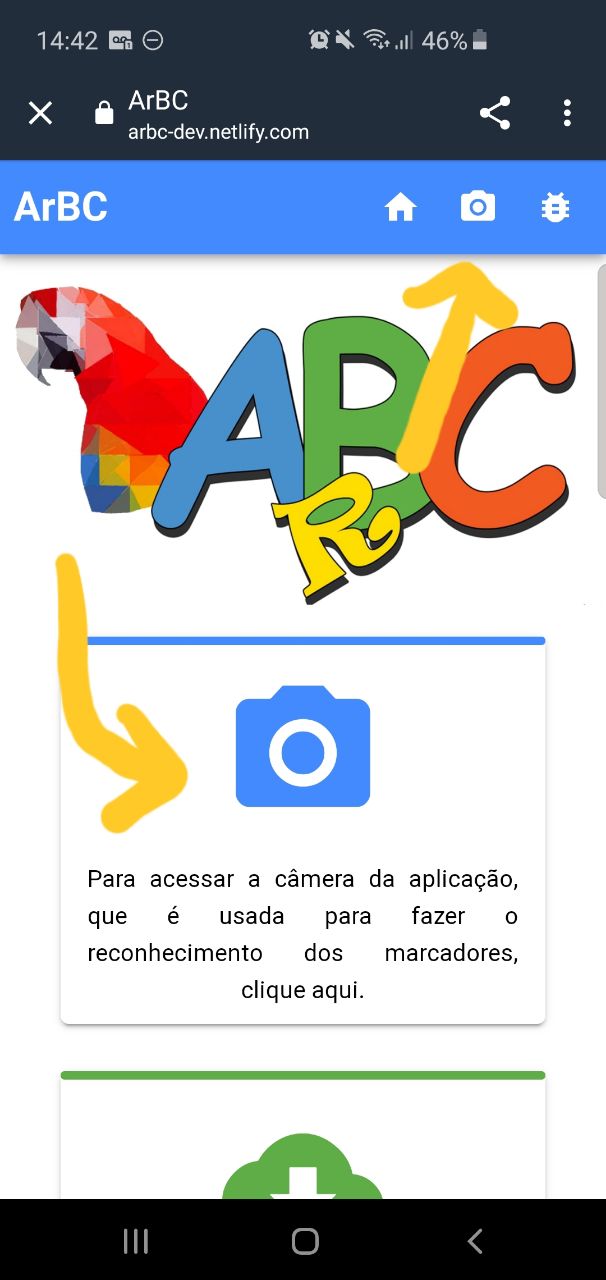 14:42 46%
ArBC
arbc-dev.netlify.com
ArBC
ABC
R
Para acessar a câmera da aplicação,
que é usada para fazer o
reconhecimento dos marcadores,
clique aqui.